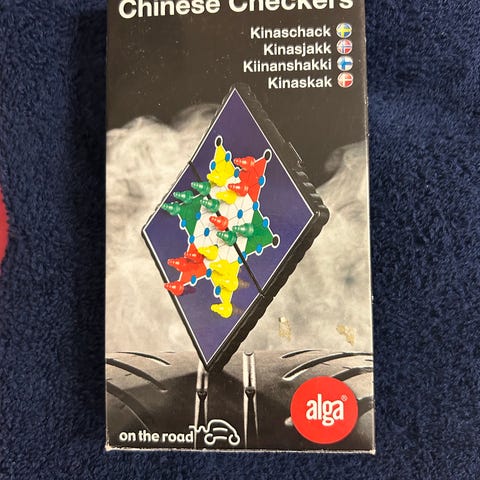 Chinese Checkers
Kinaschack
Kinasjakk
Kiinanshakki
Kinaskak
alga®
on the road